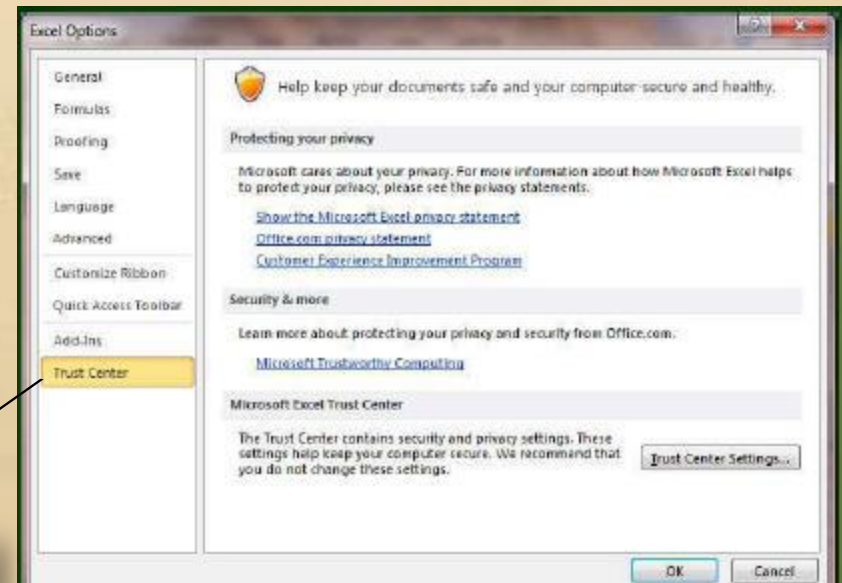 Excel Options
General
Formulas
Proofing
Save
Language
Advanced
Customize Ribbon
Quick Access Toolbar
Add-Ins
Trust Center
Help keep your documents safe and your computer secure and healthy.
Protecting your privacy
Microsoft cares about your privacy. For more information about how Microsoft Excel helps
to protect your privacy, please see the privacy statements.
Show the Microsoft Excel privacy statement
Office.com privacy statement
Customer Experience Improvement Program
Security & more
Learn more about protecting your privacy and security from Office.com.
Microsoft Trustworthy Computing
Microsoft Excel Trust Center
The Trust Center contains security and privacy settings. These
settings help keep your computer secure. We recommend that
you do not change these settings.
Trust Center Settings...
OK
Cancel